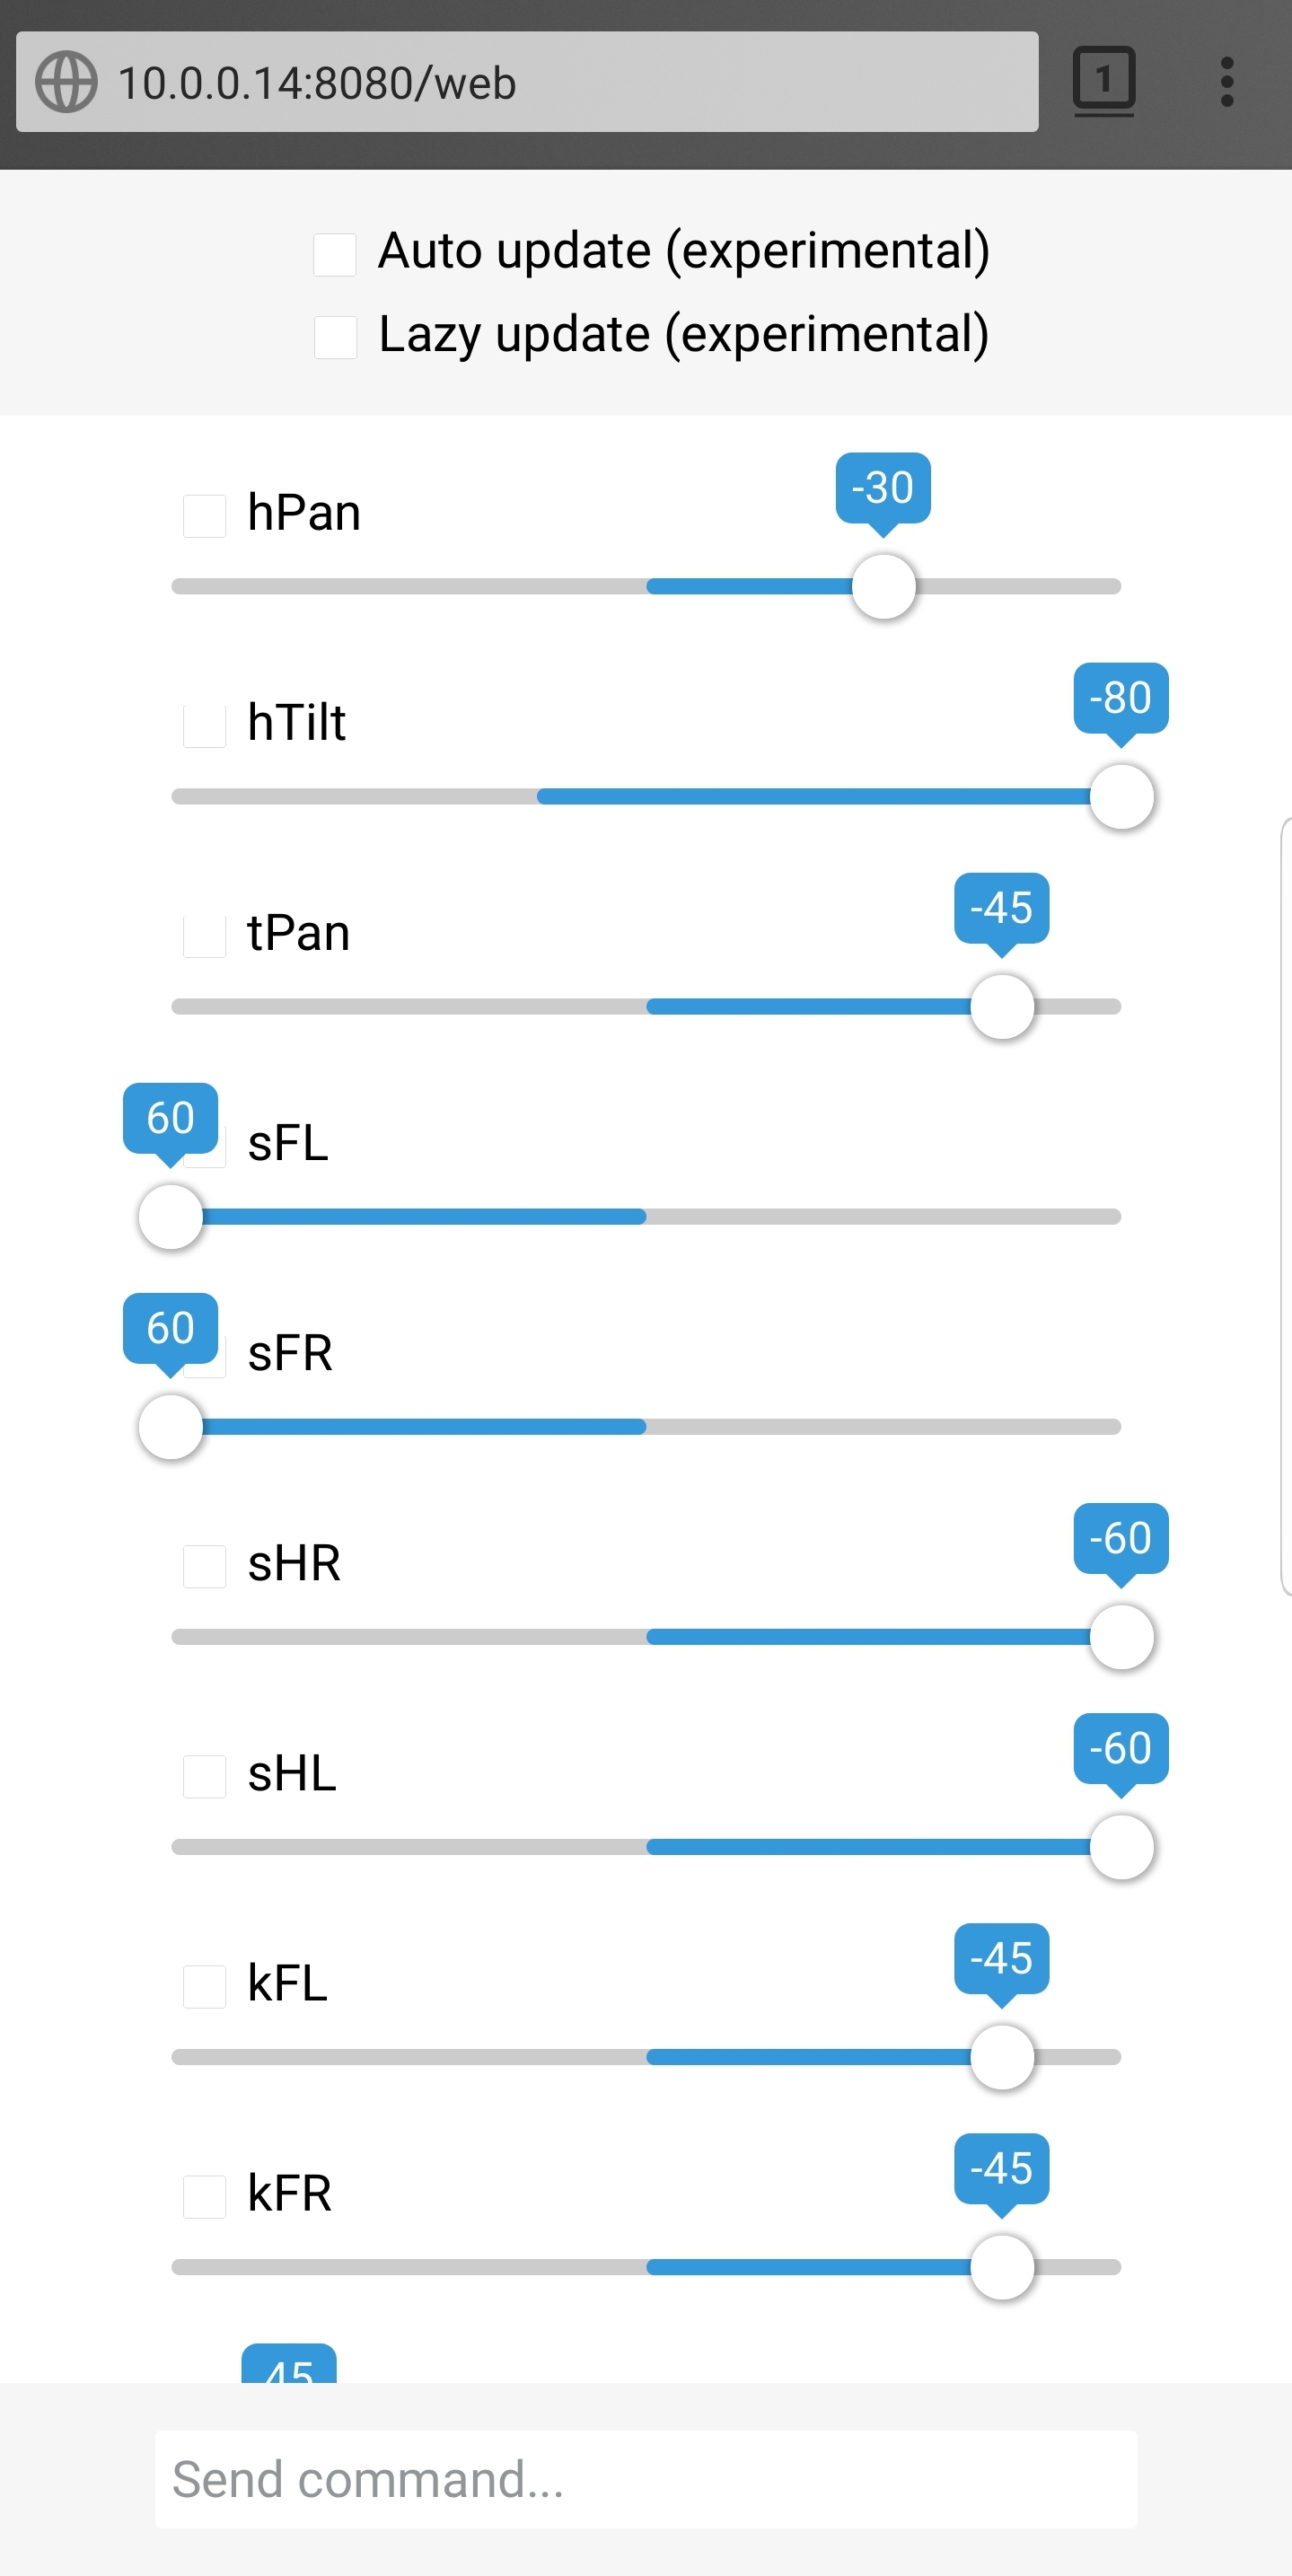 10.0.0.14:8080/web
1
Auto update (experimental)
Lazy update (experimental)
-30
hPan
-80
hTilt
-45
tPan
60
sFL
60
sFR
-60
sHR
-60
sHL
-45
kFL
-45
kFR
45
Send command...